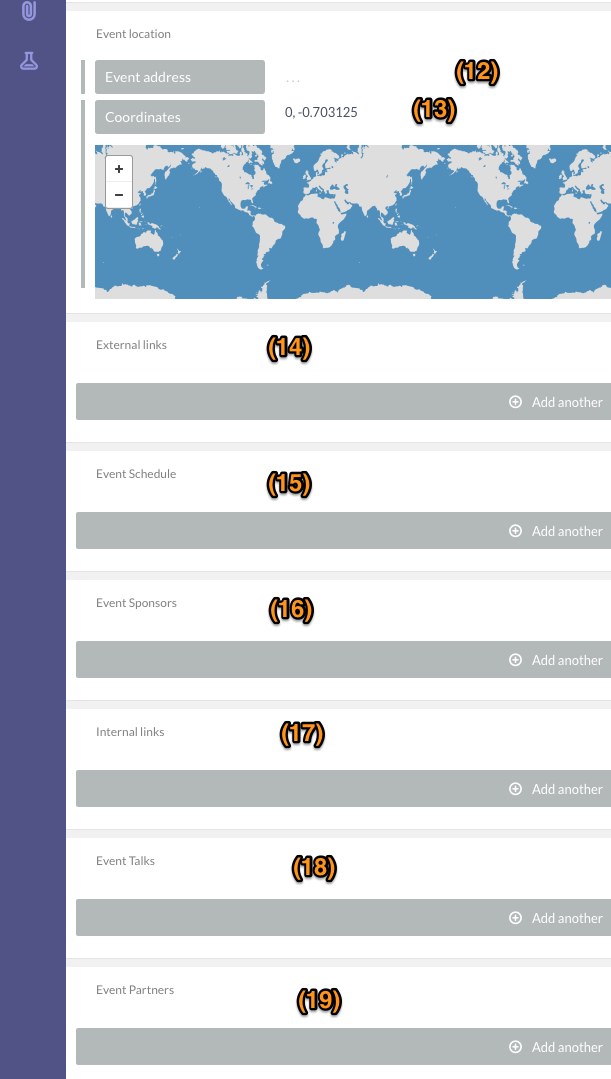 Event location
Event address ... (12)
Coordinates 0, -0.703125 (13)
+
−
External links (14)
Add another
Event Schedule (15)
Add another
Event Sponsors (16)
Add another
Internal links (17)
Add another
Event Talks (18)
Add another
Event Partners (19)
Add another